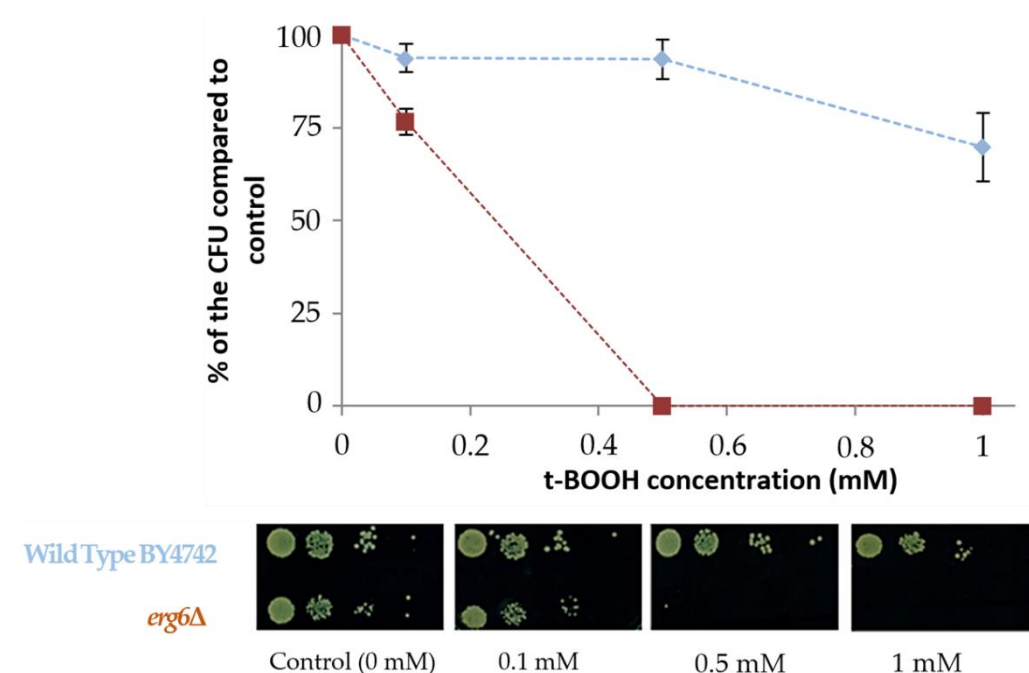 100
75
50
25
0
% of the CFU compared to
control
0 0.2 0.4 0.6 0.8 1
t-BOOH concentration (mM)
Wild Type BY4742
erg6Δ
Control (0 mM) 0.1 mM 0.5 mM 1 mM